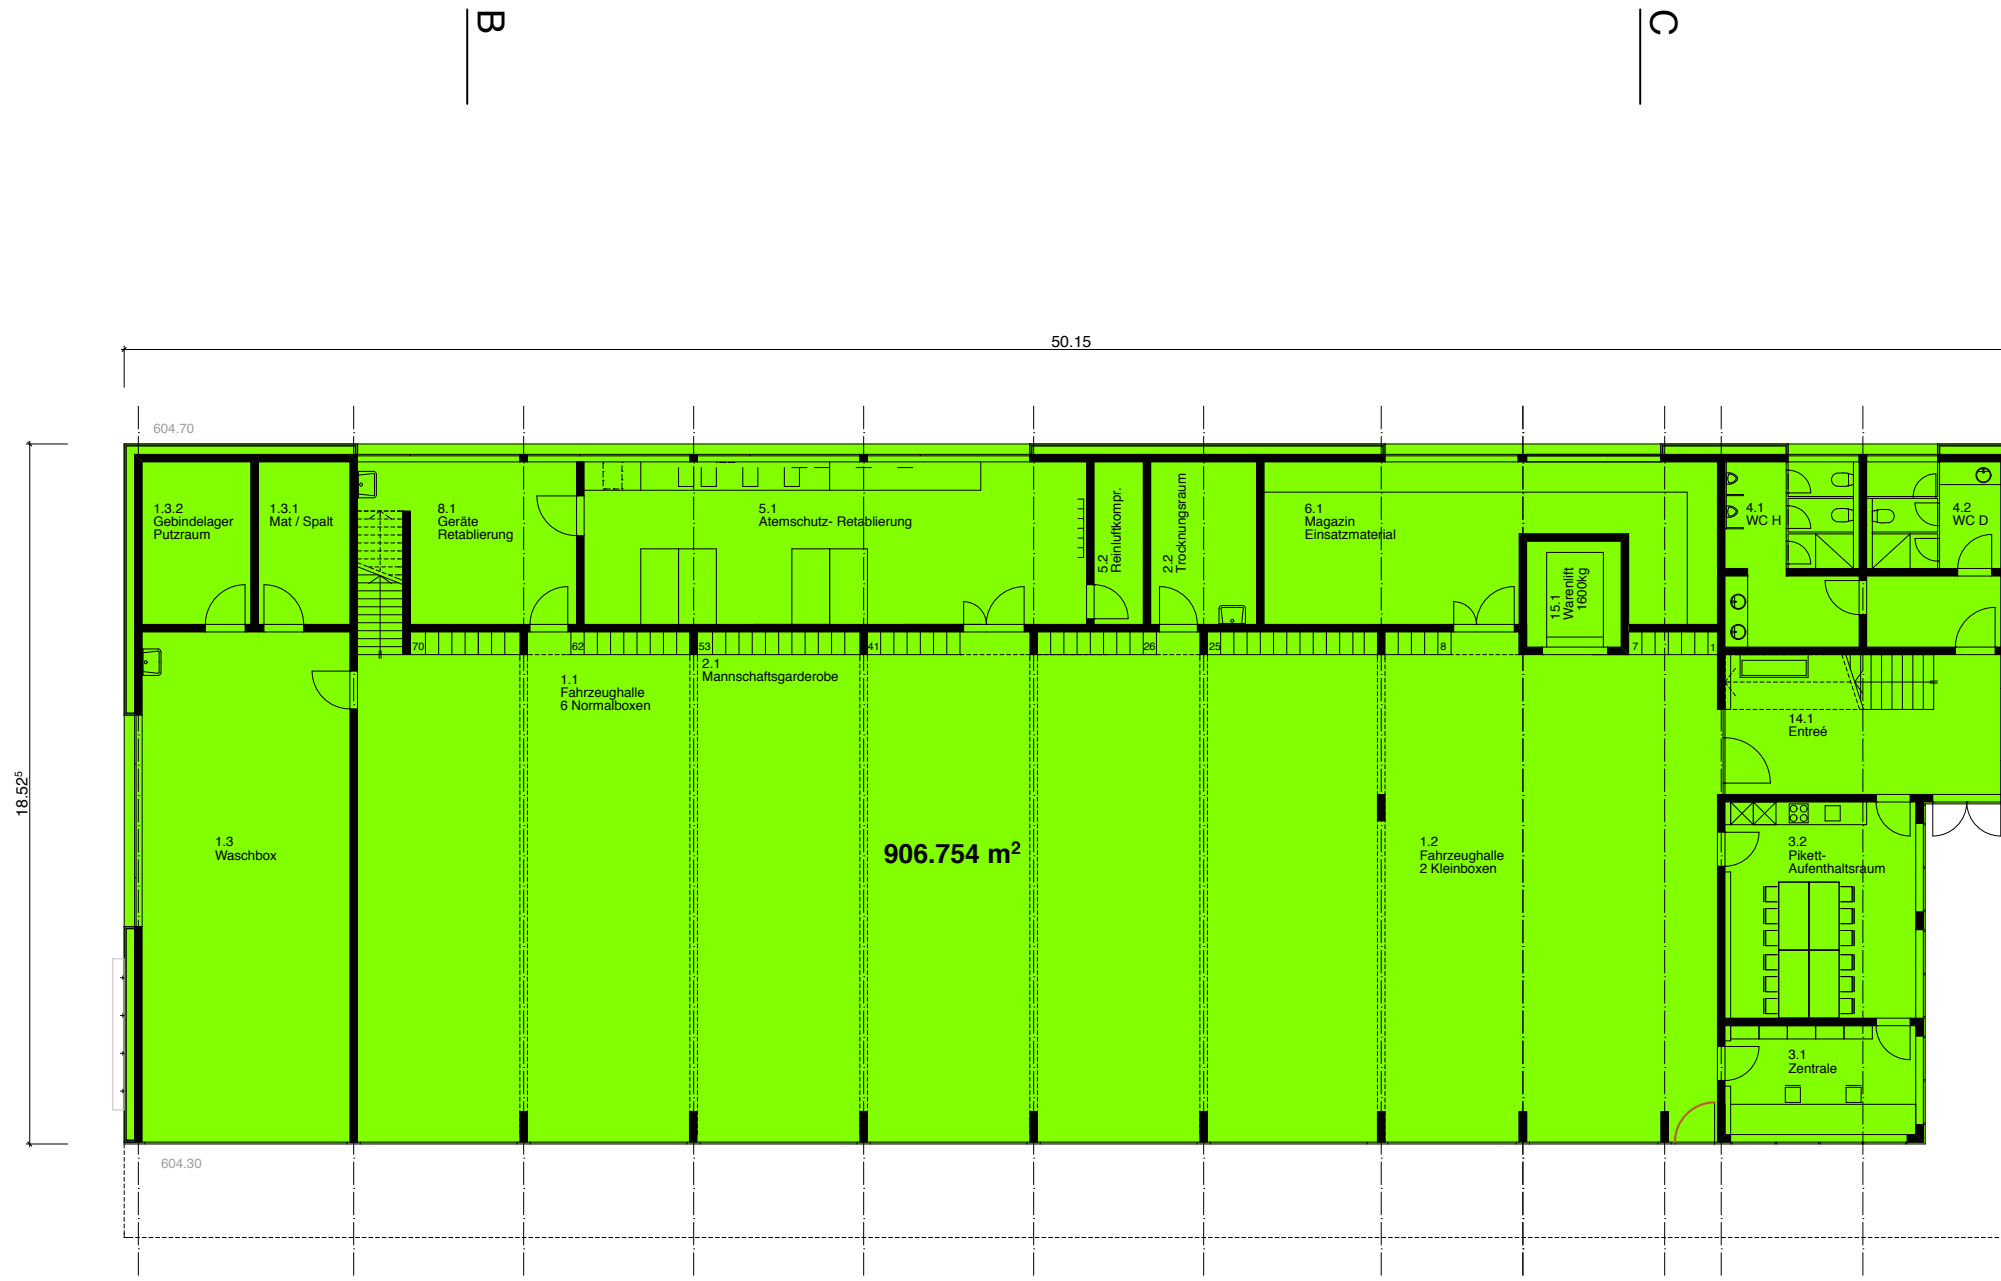 B
C
50.15
604.70
1.3.2
Gebindelager
Putzraum
1.3.1
Mat / Spalt
8.1
Geräte
Retablierung
5.1
Atemschutz- Retablierung
5.2
Reinluftkompr.
2.2
Trocknungsraum
6.1
Magazin
Einsatzmaterial
15.1
Warenlift
1600kg
4.1
WC H
4.2
WC D
70
62
53
41
26
25
8
7
1
2.1
Mannschaftsgarderobe
1.1
Fahrzeughalle
6 Normalboxen
14.1
Entreé
18.52⁵
1.3
Waschbox
906.754 m²
1.2
Fahrzeughalle
2 Kleinboxen
3.2
Pikett-
Aufenthaltsraum
3.1
Zentrale
604.30